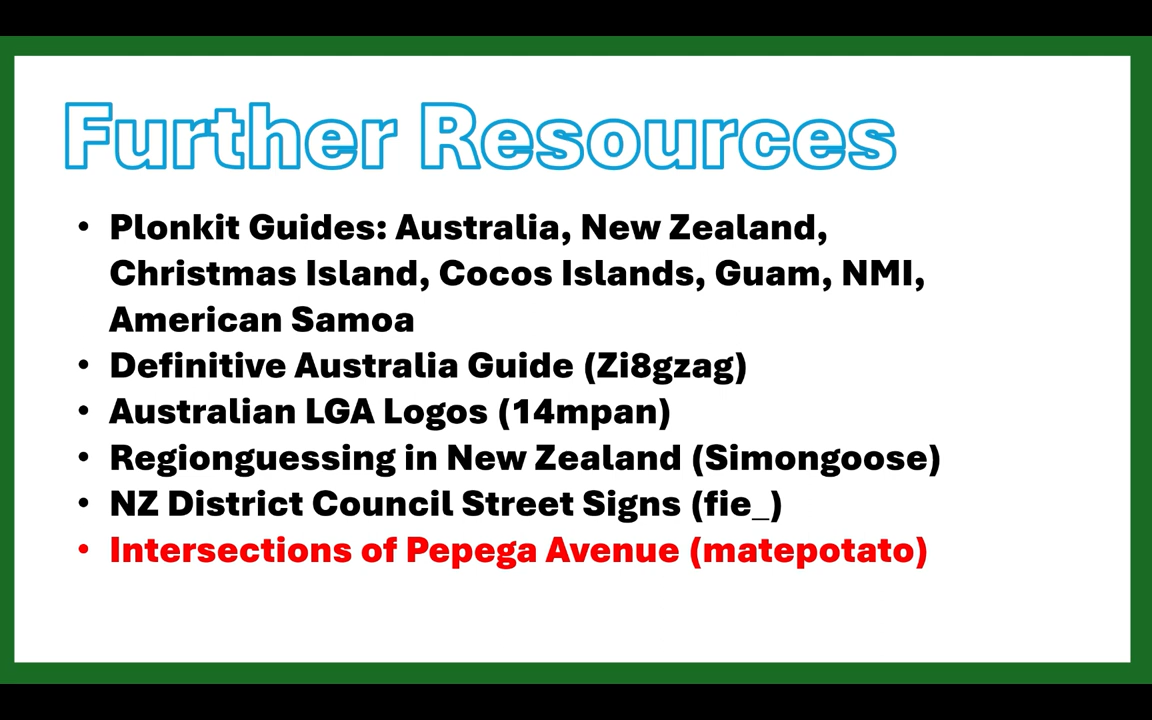 Further Resources
• Plonkit Guides: Australia, New Zealand,
Christmas Island, Cocos Islands, Guam, NMI,
American Samoa
• Definitive Australia Guide (Zi8gzag)
• Australian LGA Logos (14mpan)
• Regionguessing in New Zealand (Simongoose)
• NZ District Council Street Signs (fie_)
• Intersections of Pepega Avenue (matepotato)